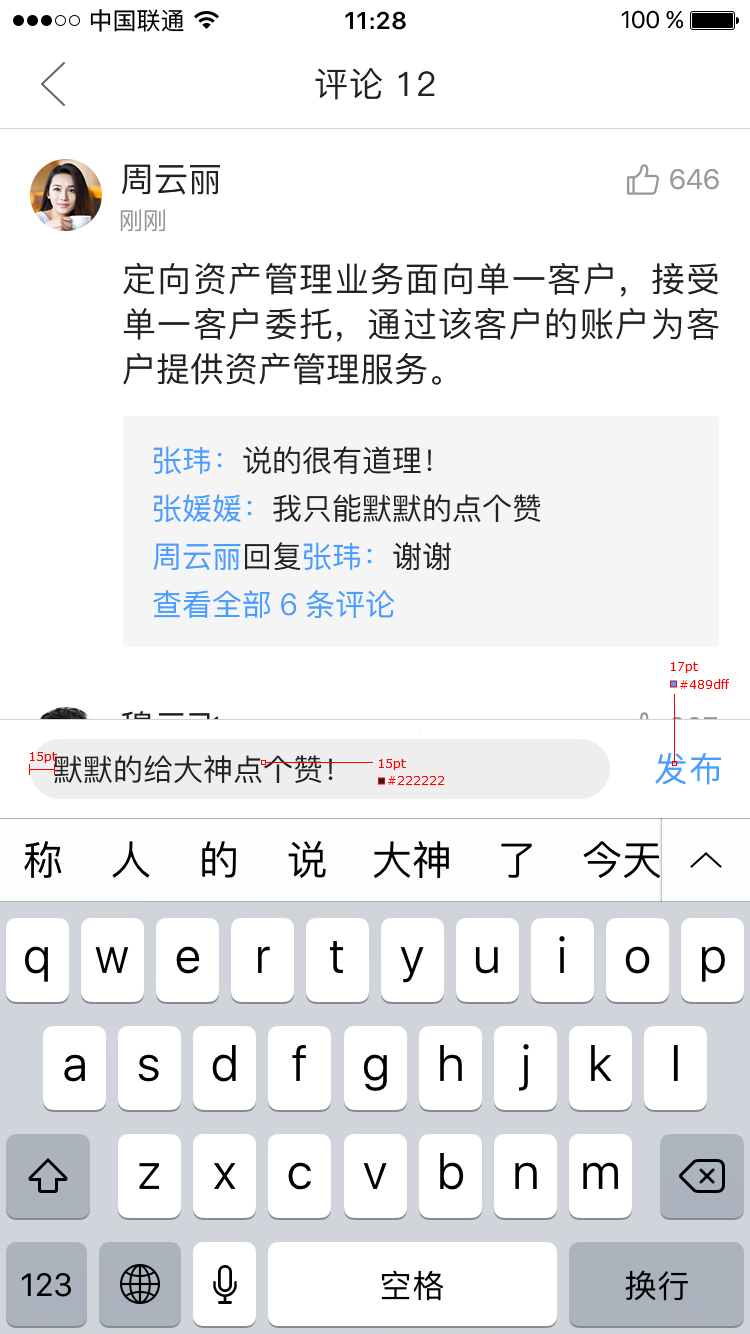 中国联通 11:28 100 %
评论 12
周云丽 646
刚刚
定向资产管理业务面向单一客户，接受
单一客户委托，通过该客户的账户为客
户提供资产管理服务。
张玮：说的很有道理！
张媛媛：我只能默默的点个赞
周云丽回复张玮：谢谢
查看全部 6 条评论
17pt
#489dff
15pt
默默的给大神点个赞！
15pt
#222222
发布
称 人 的 说 大神 了 今天
q w e r t y u i o p
a s d f g h j k l
z x c v b n m
123 空格 换行